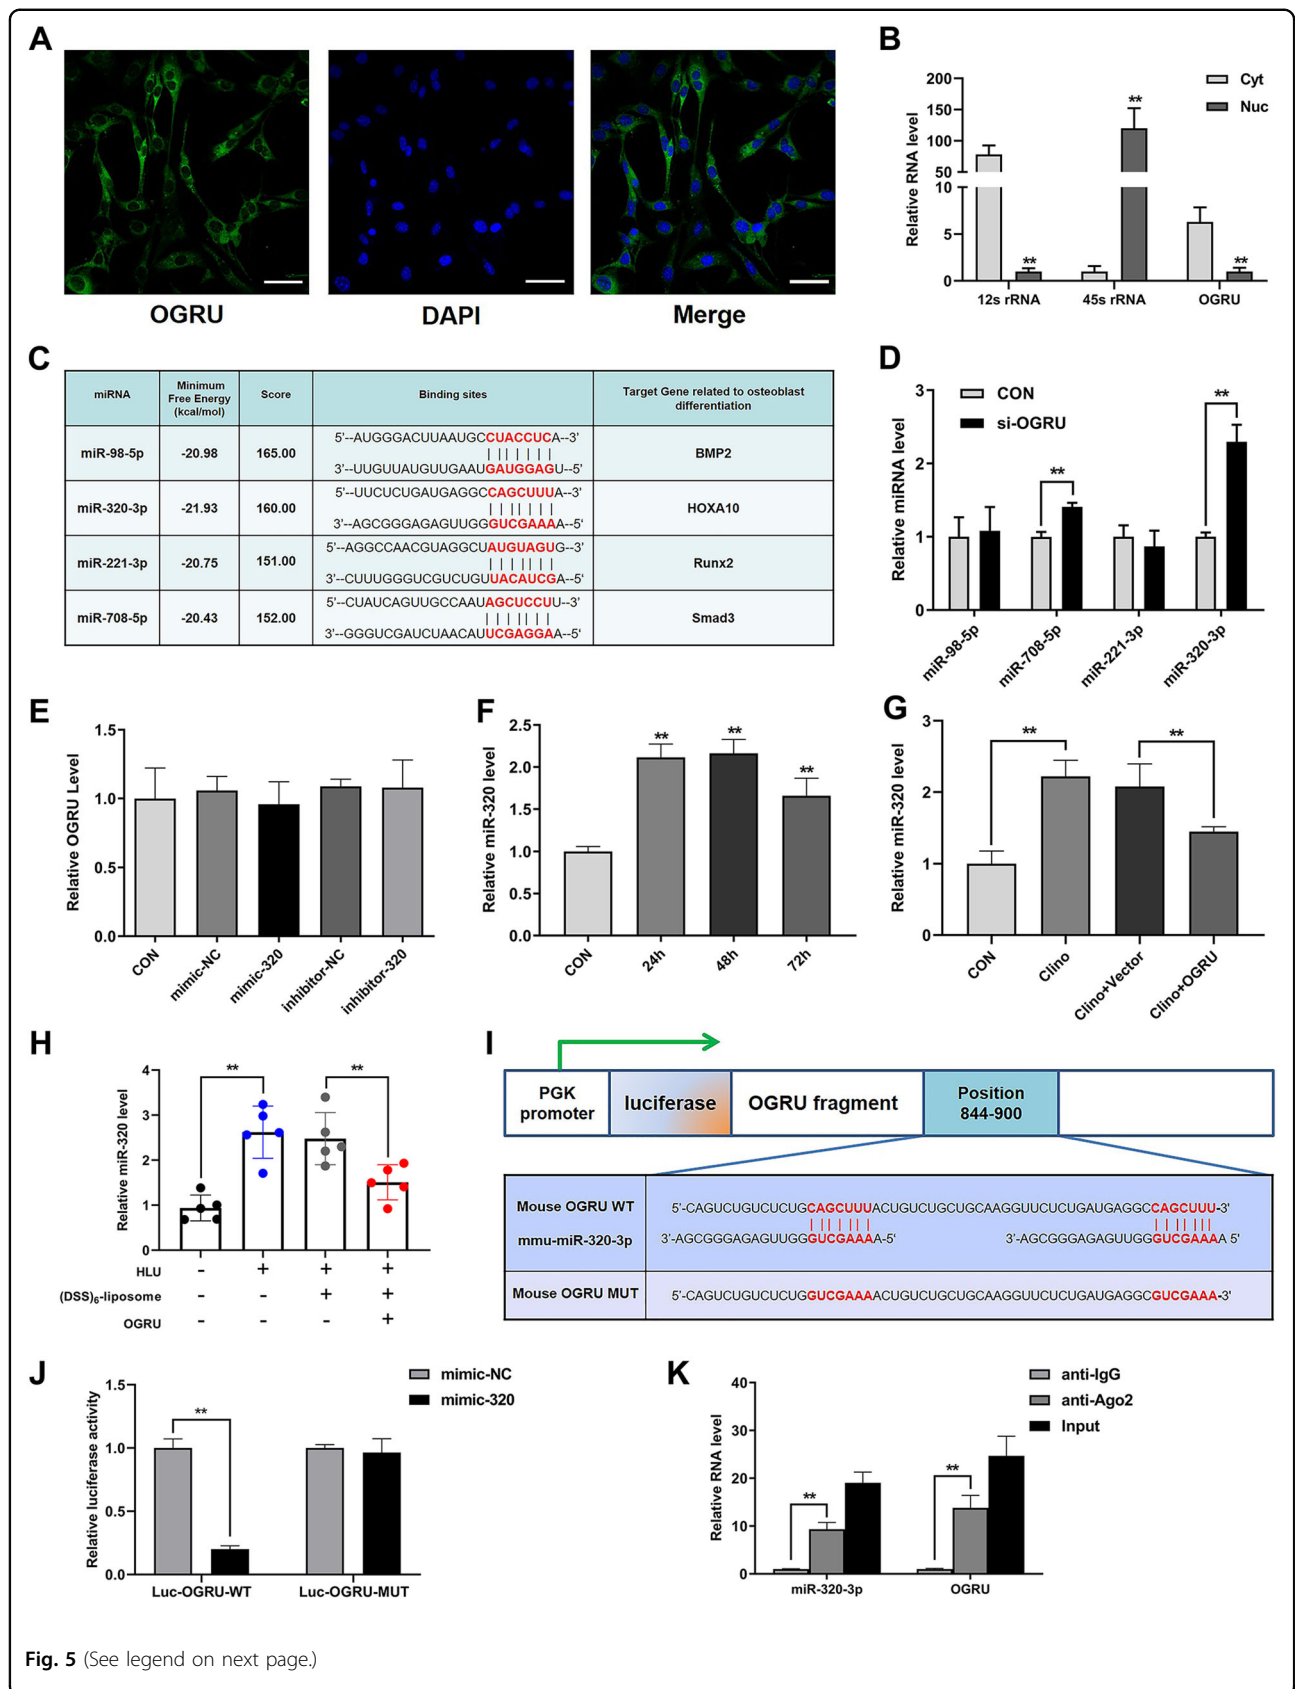 A
OGRU
DAPI
Merge
B
Relative RNA level
200
150
100
50
10
5
0
Cyt
Nuc
**
**
**
12s rRNA
45s rRNA
OGRU
C
miRNA
Minimum
Free Energy
(kcal/mol)
Score
Binding sites
Target Gene related to osteoblast
differentiation
miR-98-5p
-20.98
165.00
5'--AUGGGACUUAAUGCCUACCUCA--3'
3'--UUGUUAUGUUGAAUGAUGGAGU--5'
BMP2
miR-320-3p
-21.93
160.00
5'--UUCUCUGAUGAGGCCAGCUUUA--3'
3'--AGCGGGAGAGUUGGGUCGAAAA--5'
HOXA10
miR-221-3p
-20.75
151.00
5'--AGGCCAACGUAGGCUAUGUAGUG--3'
3'--CUUUGGGUCGUCUGUUACAUCGA--5'
Runx2
miR-708-5p
-20.43
152.00
5'--CUAUCAGUUGCCAAUAGCUCCUU--3'
3'--GGGUCGAUCUAACAUUCGAGGAA--5'
Smad3
D
Relative miRNA level
3
2
1
0
CON
si-OGRU
**
**
miR-98-5p
miR-708-5p
miR-221-3p
miR-320-3p
E
Relative OGRU Level
1.5
1.0
0.5
0.0
CON
mimic-NC
mimic-320
inhibitor-NC
inhibitor-320
F
Relative miR-320 level
2.5
2.0
1.5
1.0
0.5
0.0
**
**
**
CON
24h
48h
72h
G
Relative miR-320 level
3
2
1
0
**
**
CON
Clino
Clino+Vector
Clino+OGRU
H
Relative miR-320 level
4
3
2
1
0
**
**
HLU - + + +
(DSS)6-liposome - - + +
OGRU - - - +
I
PGK
promoter
luciferase
OGRU fragment
Position
844-900
Mouse OGRU WT
5'-CAGUCUGUCUCUGCAGCUUUACUGUCUGCUGCAAGGUUCUCUGAUGAGGCCAGCUUU-3'
mmu-miR-320-3p
3'-AGCGGGAGAGUUGGGUCGAAAA-5'
3'-AGCGGGAGAGUUGGGUCGAAAA 5'
Mouse OGRU MUT
5'-CAGUCUGUCUCUGGUCGAAAACUGUCUGCUGCAAGGUUCUCUGAUGAGGCGUCGAAA-3'
J
Relative luciferase activity
1.5
1.0
0.5
0.0
mimic-NC
mimic-320
**
Luc-OGRU-WT
Luc-OGRU-MUT
K
Relative RNA level
40
30
20
10
0
anti-IgG
anti-Ago2
Input
**
**
miR-320-3p
OGRU
Fig. 5 (See legend on next page.)